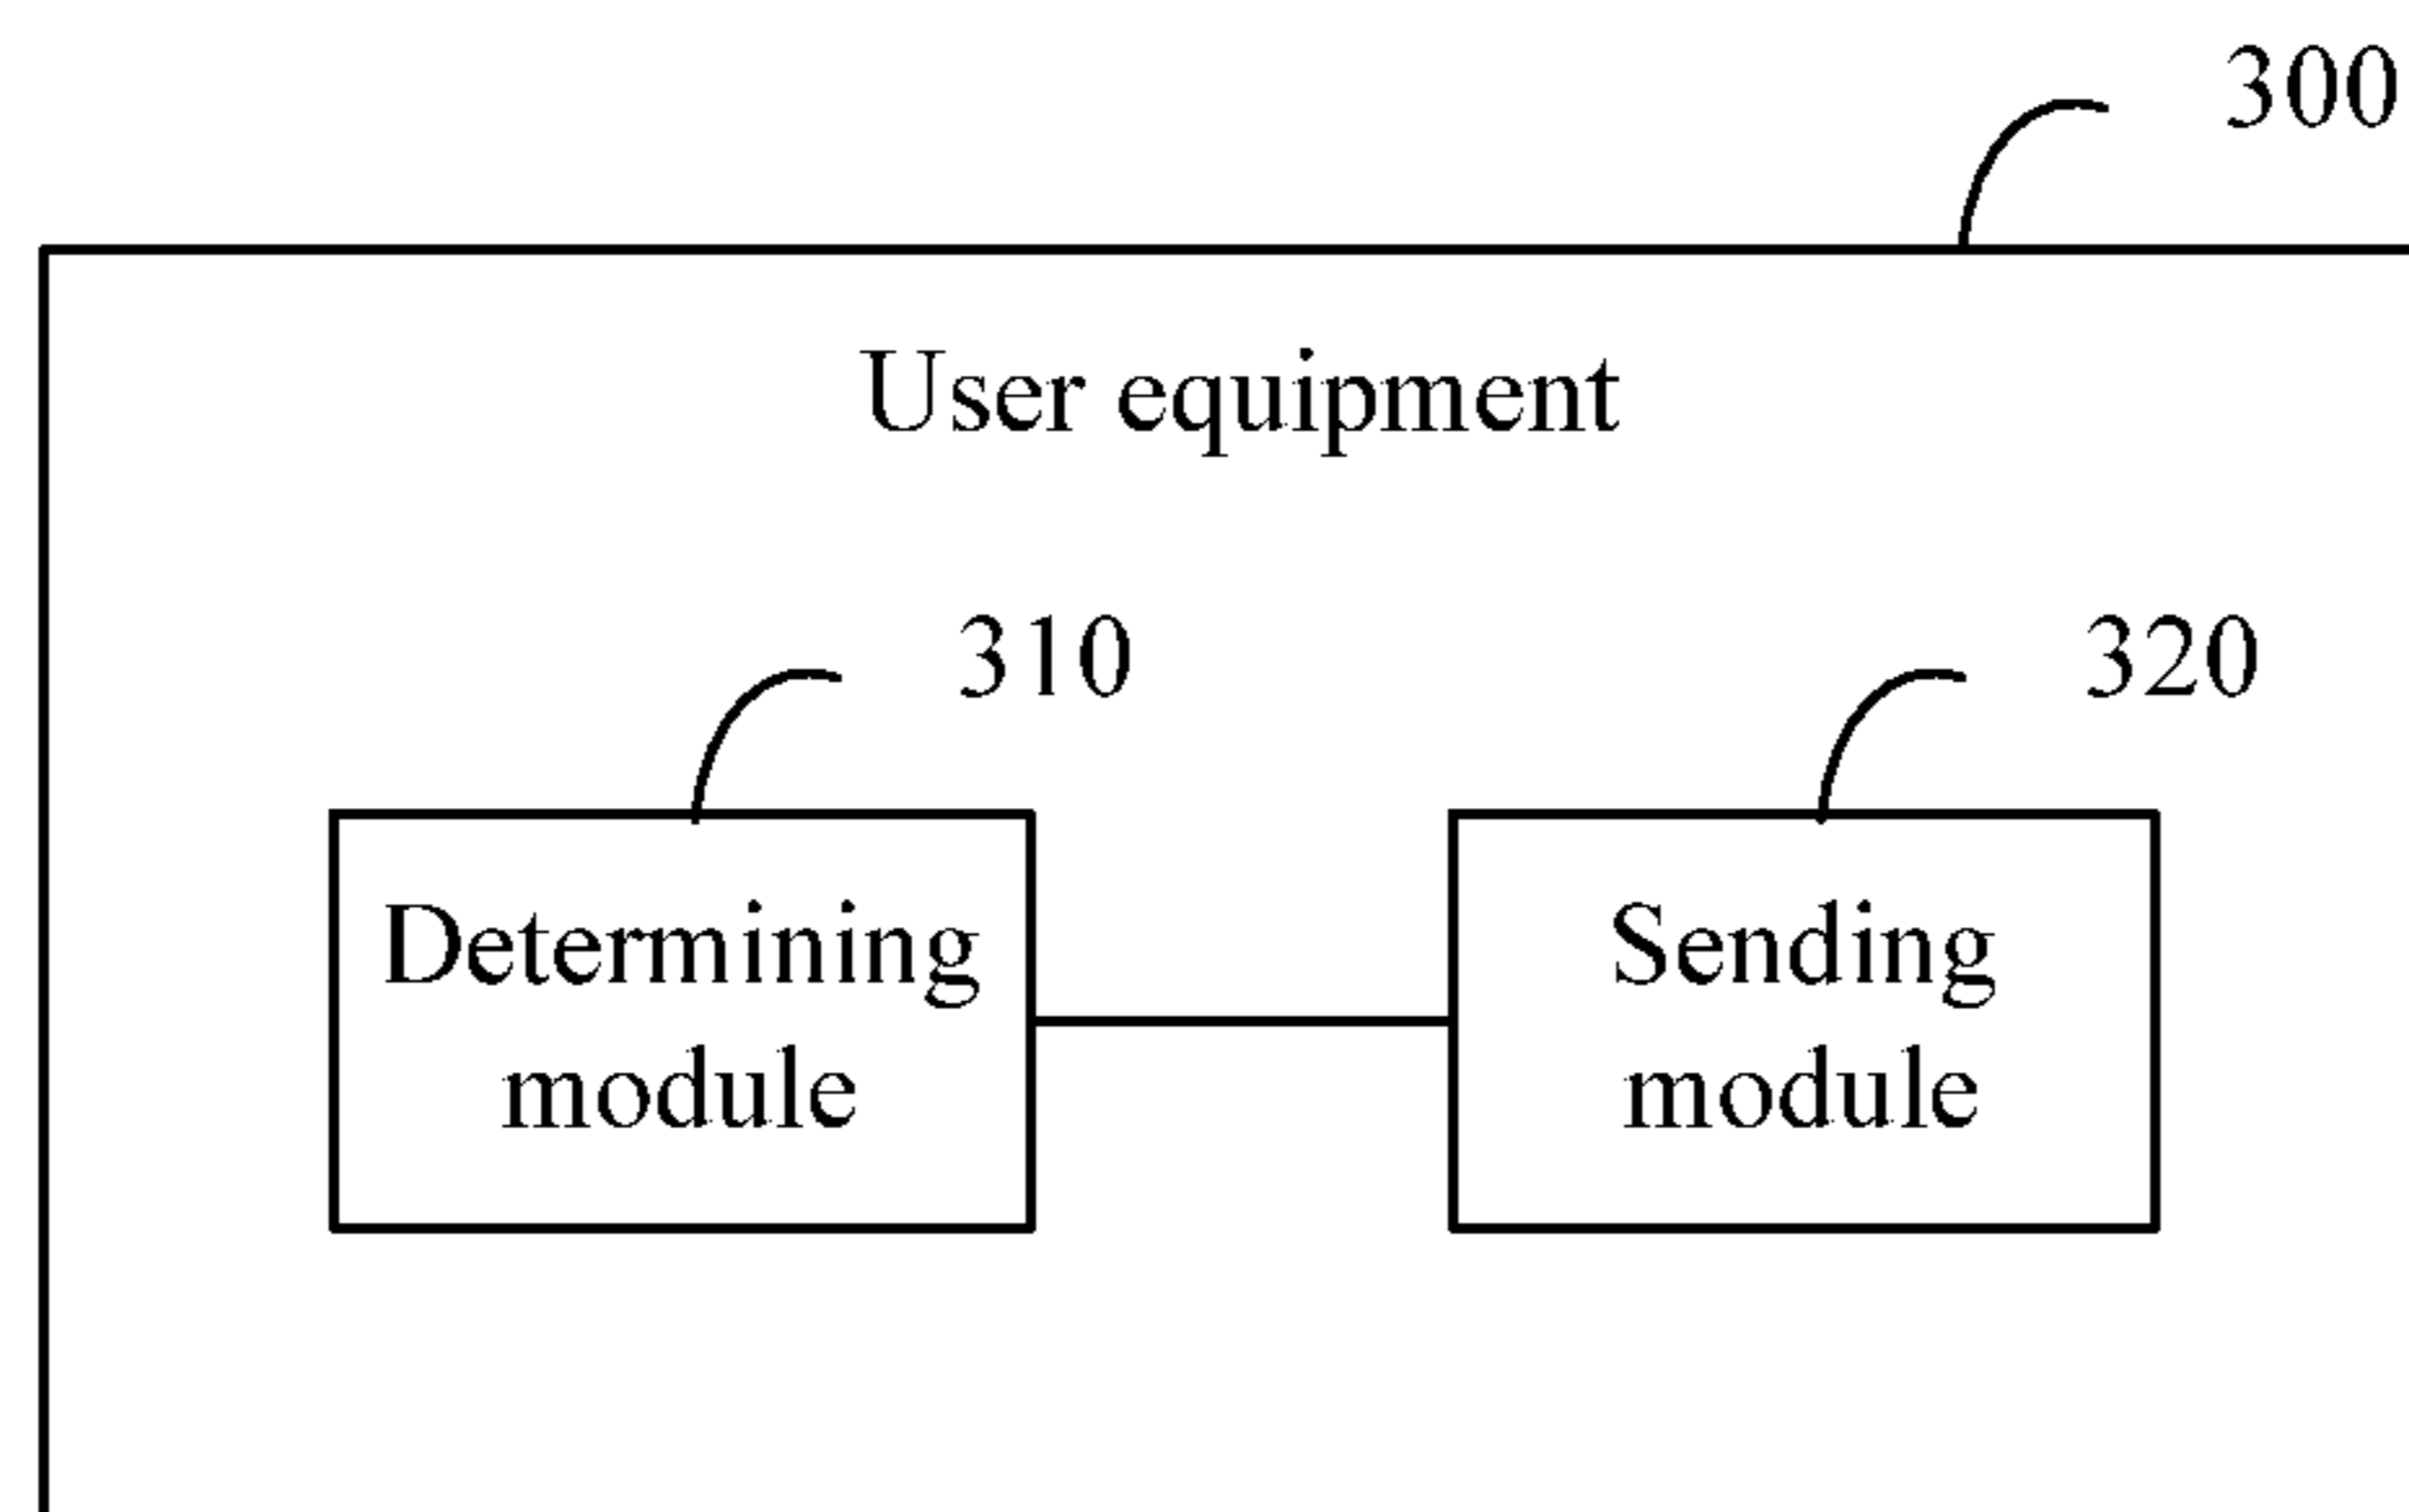 300
User equipment
310
320
Determining
module
Sending
module